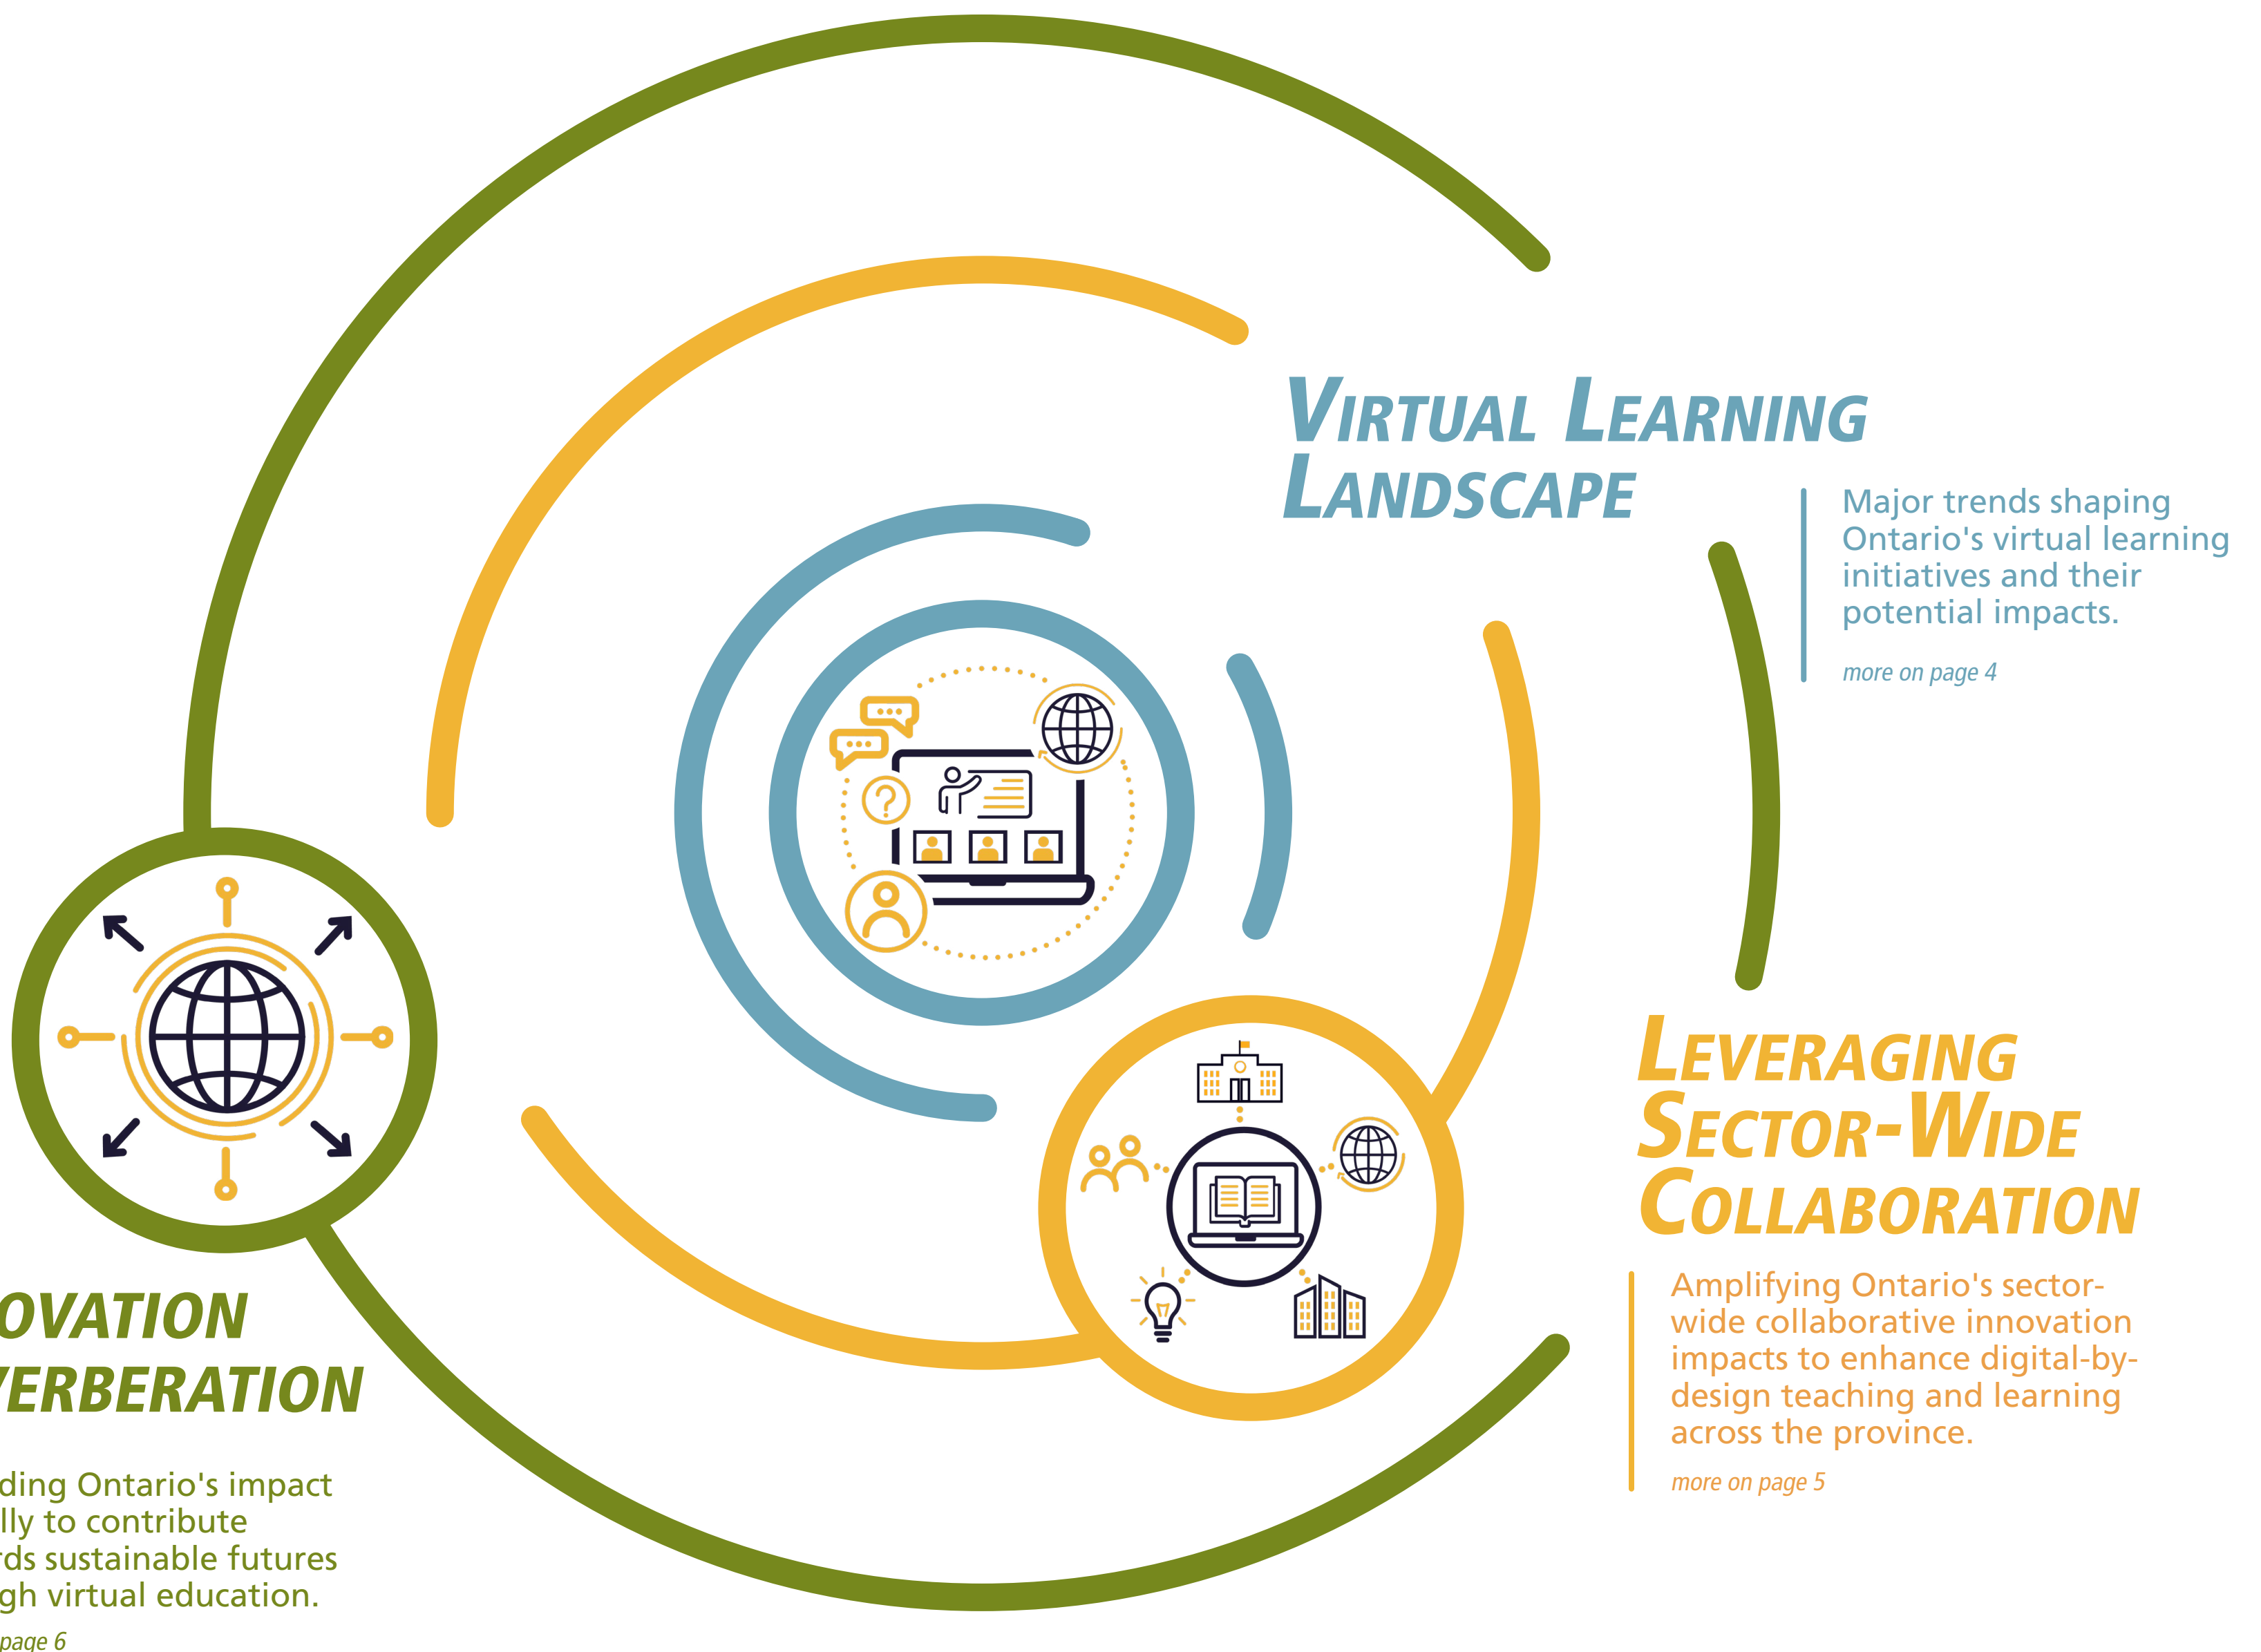 Virtual Learning
Landscape
Major trends shaping
Ontario's virtual learning
initiatives and their
potential impacts.
more on page 4
Leveraging
Sector-Wide
Collaboration
Amplifying Ontario's sector-
wide collaborative innovation
impacts to enhance digital-by-
design teaching and learning
across the province.
more on page 5
ovation
verberation
ding Ontario's impact
lly to contribute
rds sustainable futures
gh virtual education.
page 6